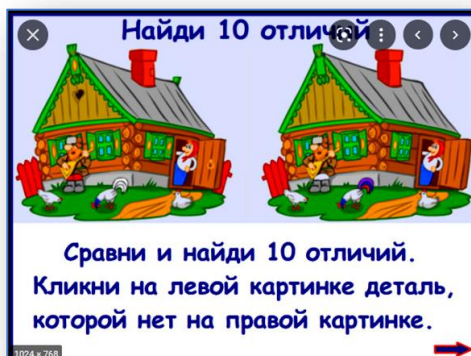 Найди 10 отличий
Сравни и найди 10 отличий.
Кликни на левой картинке деталь,
которой нет на правой картинке.
1024 × 768